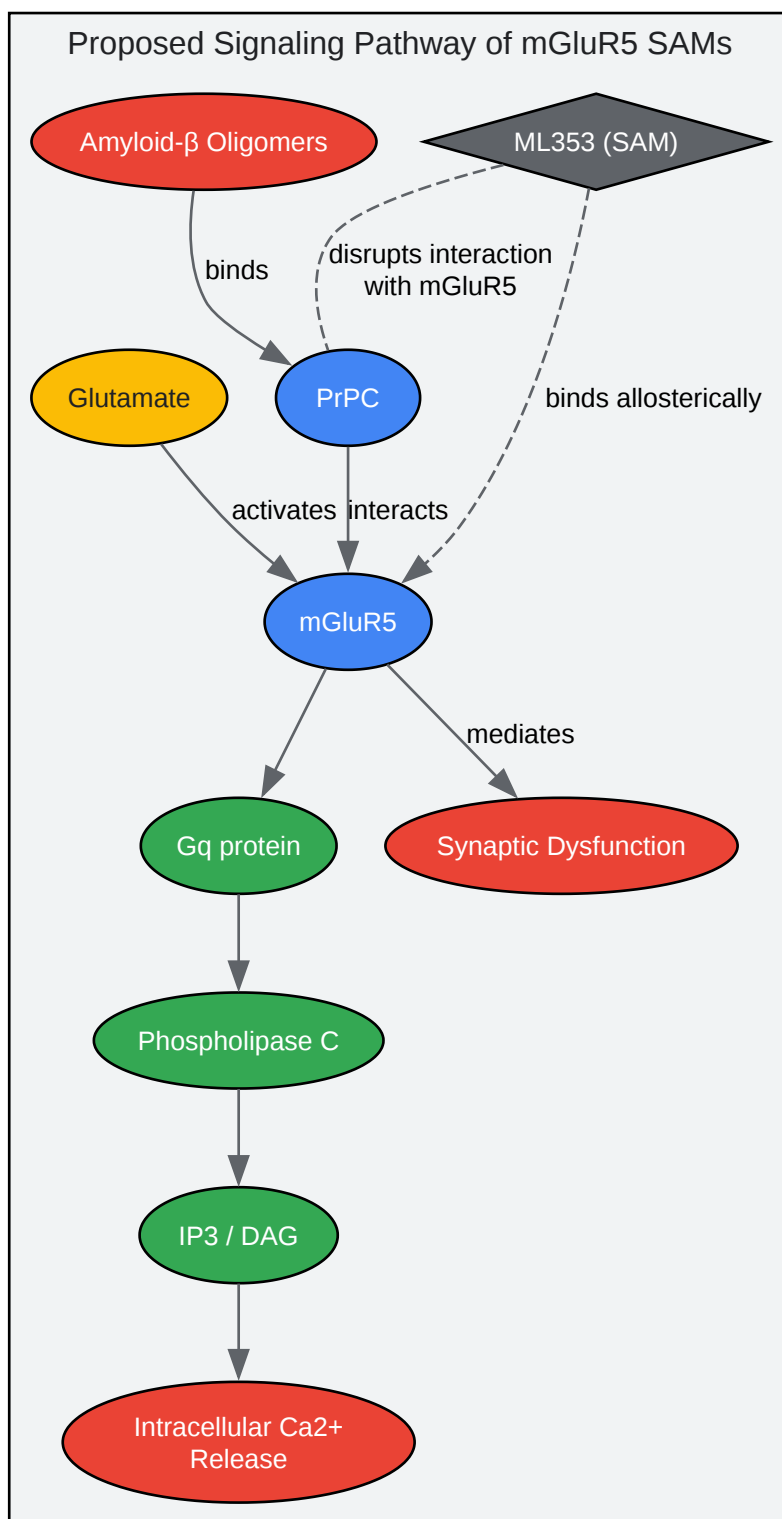 Proposed Signaling Pathway of mGluR5 SAMs
Amyloid-β Oligomers
ML353 (SAM)
binds
disrupts interaction
with mGluR5
Glutamate
PrPC
binds allosterically
activates
interacts
mGluR5
mediates
Gq protein
Synaptic Dysfunction
Phospholipase C
IP3 / DAG
Intracellular Ca2+
Release